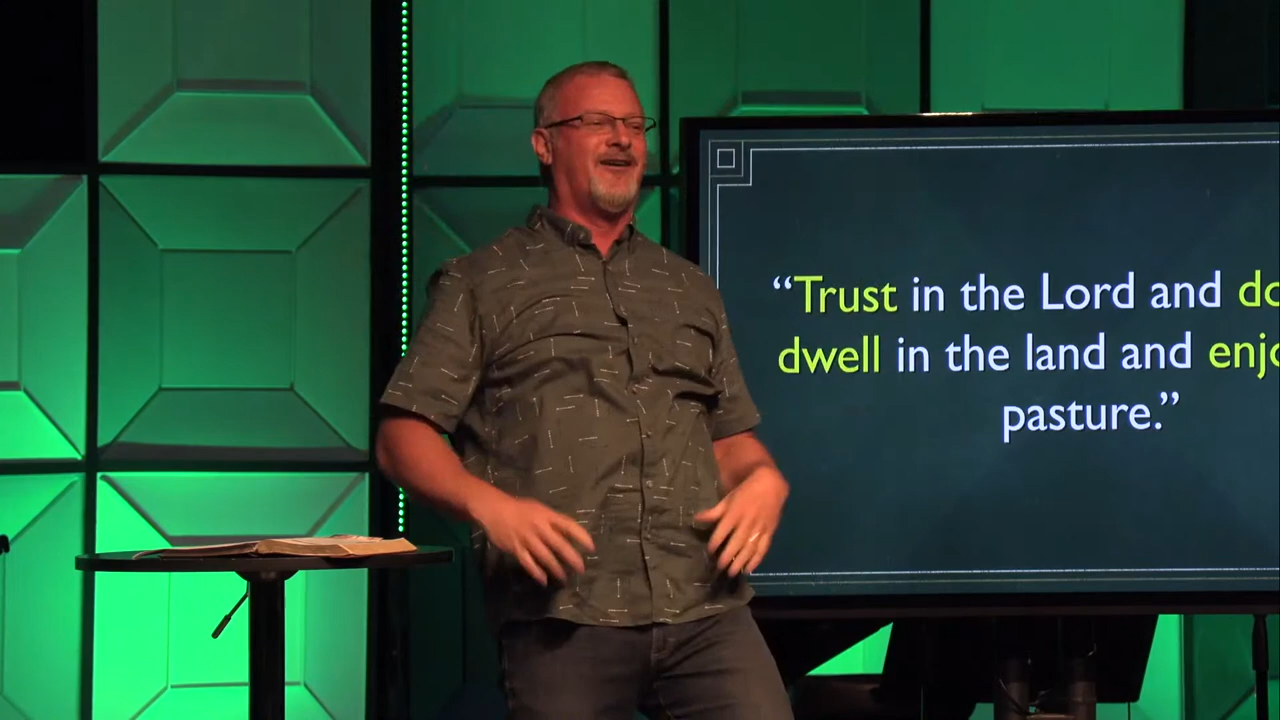 “Trust in the Lord and
dwell in the land and
pasture.”